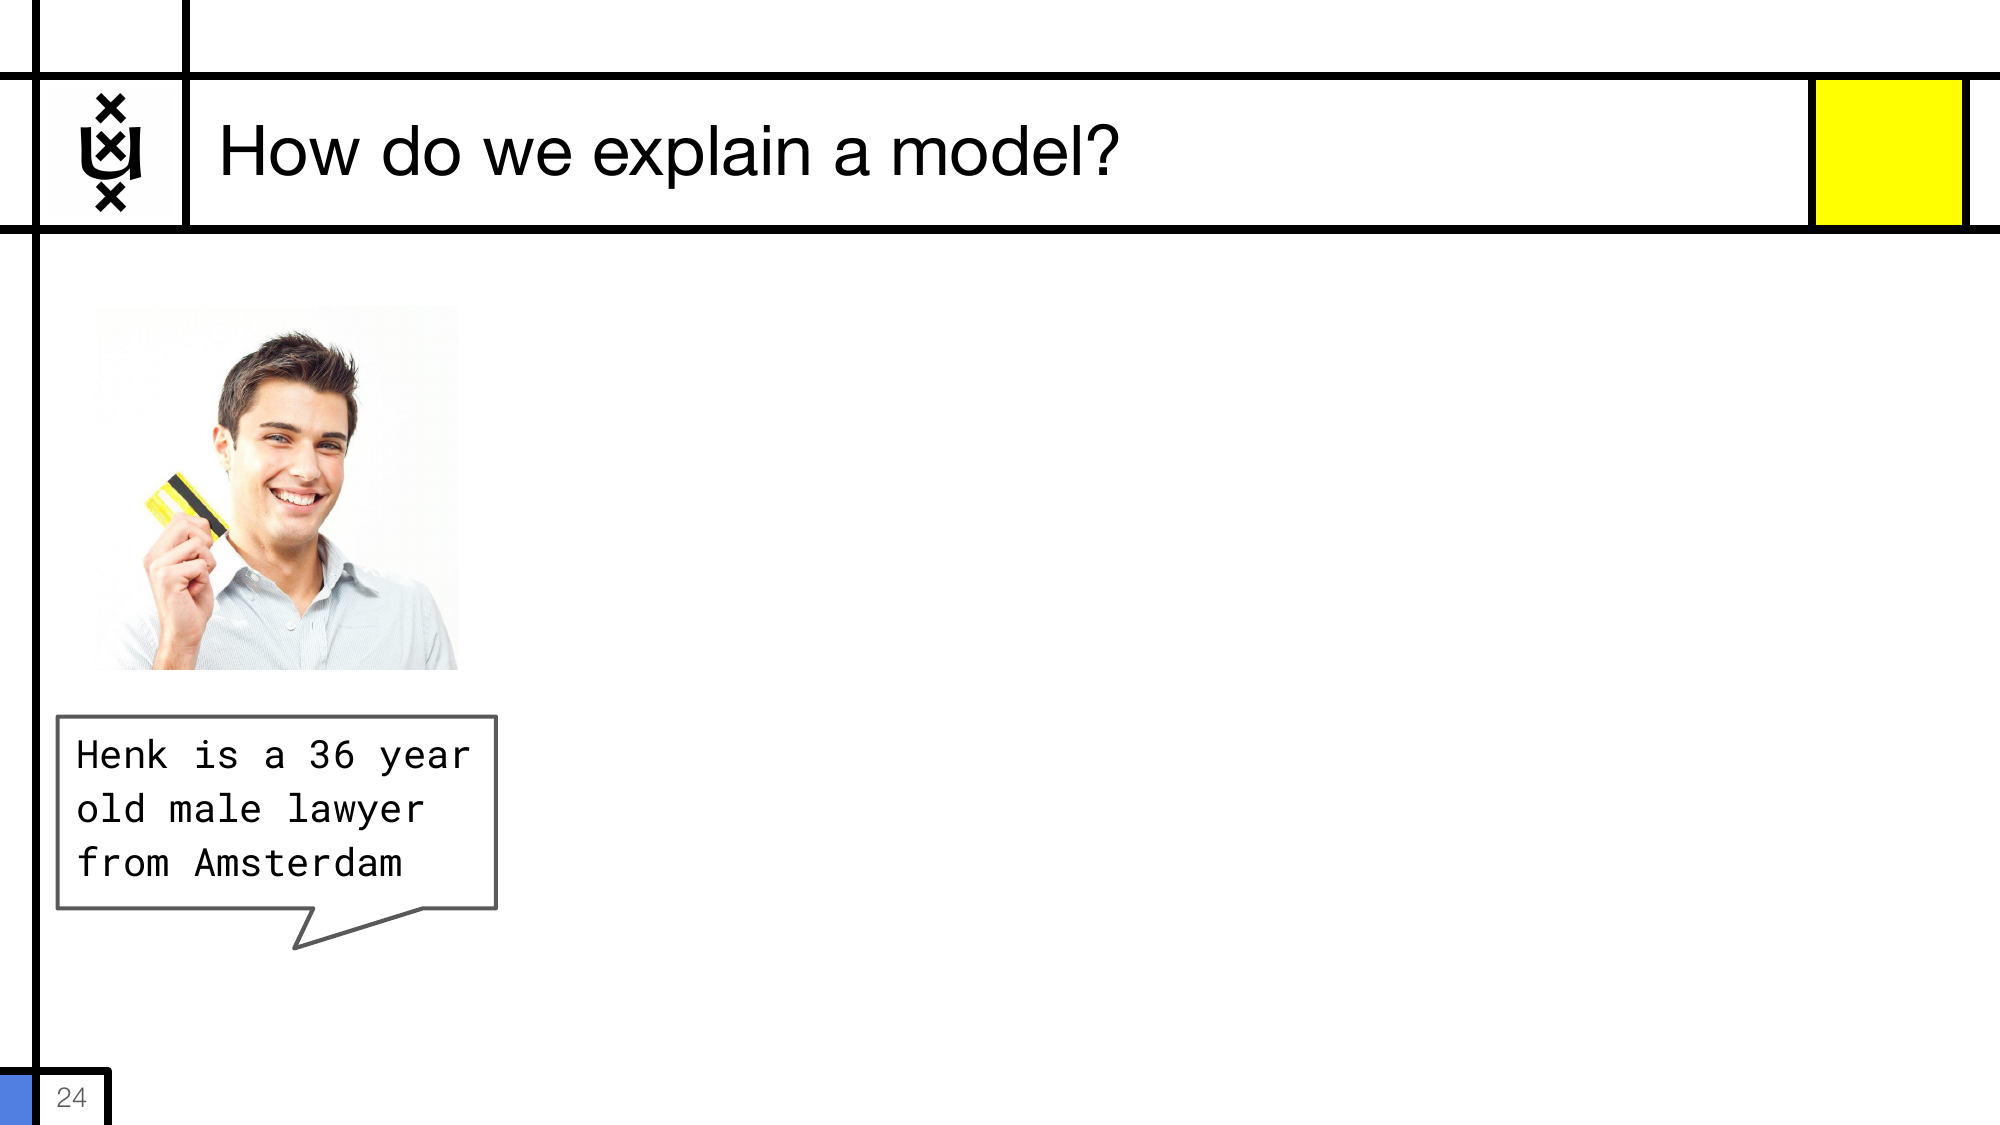 How do we explain a model?
Henk is a 36 year
old male lawyer
from Amsterdam
24